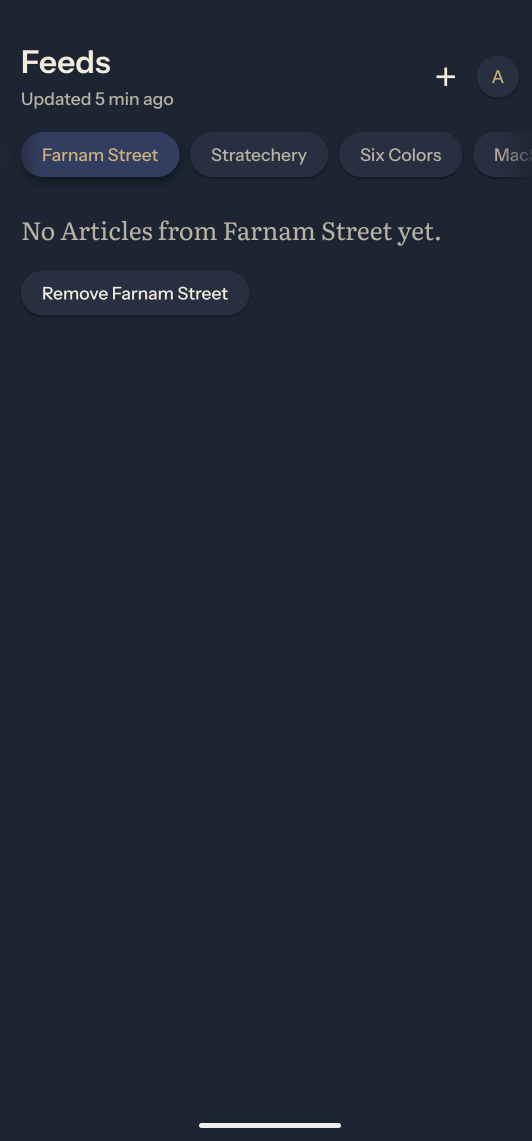 Feeds
Updated 5 min ago
A
Farnam Street Stratechery Six Colors Mac
No Articles from Farnam Street yet.
Remove Farnam Street